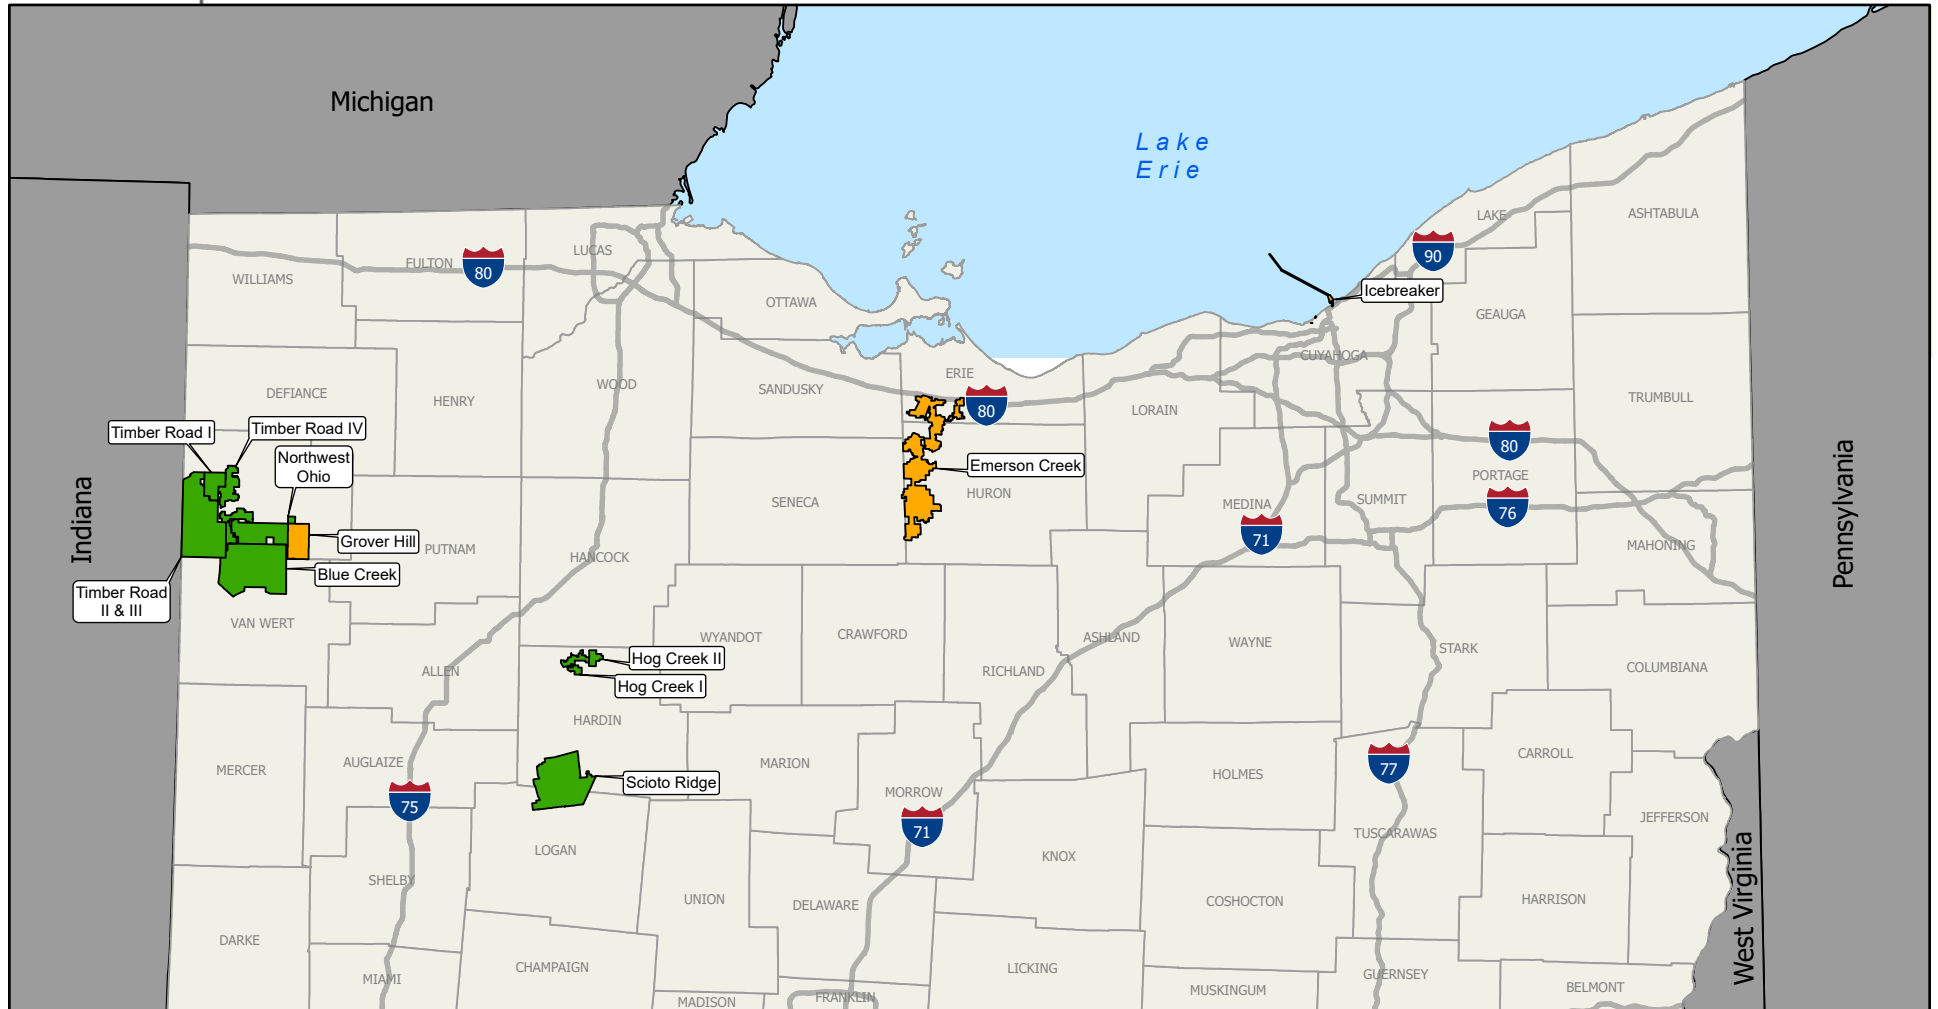 Michigan
Lake
Erie
LAKE
ASHTABULA
90
LUCAS
FULTON
80
WILLIAMS
Icebreaker
OTTAWA
GEAUGA
CUYAHOGA
ERIE
WOOD
SANDUSKY
DEFIANCE
HENRY
80
LORAIN
TRUMBULL
Timber Road I
Timber Road IV
80
Northwest
Ohio
Emerson Creek
PORTAGE
Pennsylvania
SENECA
HURON
MEDINA
SUMMIT
76
Indiana
71
Grover Hill
PUTNAM
HANCOCK
MAHONING
Blue Creek
Timber Road
II & III
VAN WERT
WYANDOT
CRAWFORD
ASHLAND
WAYNE
STARK
Hog Creek II
ALLEN
RICHLAND
COLUMBIANA
Hog Creek I
HARDIN
CARROLL
AUGLAIZE
MARION
77
MERCER
HOLMES
Scioto Ridge
MORROW
75
JEFFERSON
71
TUSCARAWAS
LOGAN
KNOX
SHELBY
West Virginia
UNION
DELAWARE
COSHOCTON
HARRISON
DARKE
CHAMPAIGN
LICKING
MIAMI
GUERNSEY
BELMONT
MUSKINGUM
FRANKLIN
MADISON